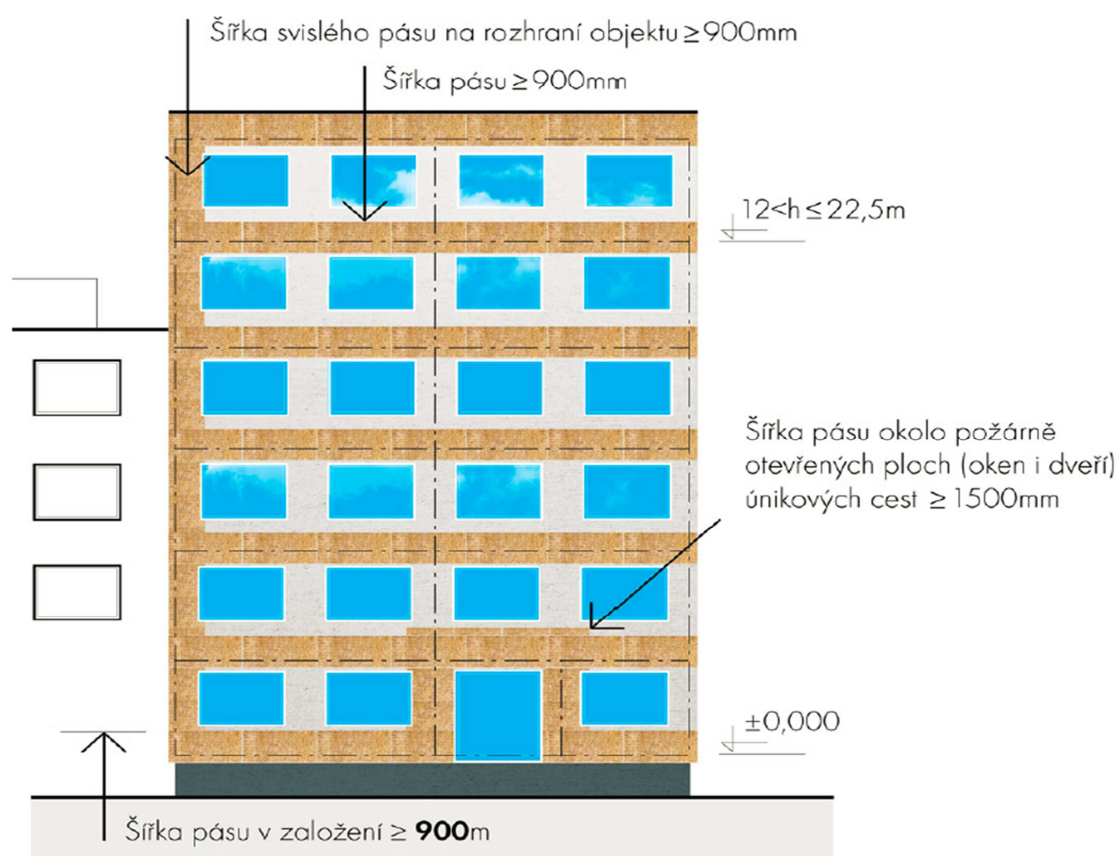 Šířka svislého pásu na rozhraní objektu ≥ 900mm
Šířka pásu ≥ 900mm
12<h ≤ 22,5m
Šířka pásu okolo požárně
otevřených ploch (oken i dveří)
únikových cest ≥ 1500mm
±0,000
Šířka pásu v založení ≥ 900m